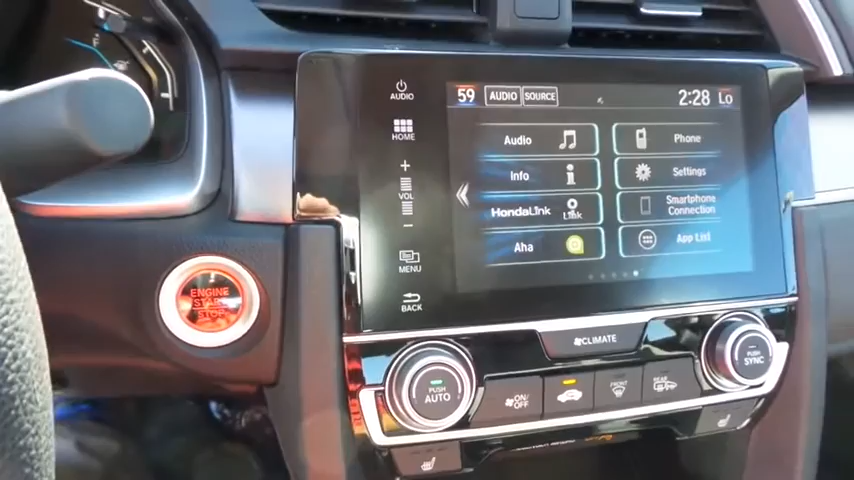 AUDIO
HOME
VOL
MENU
BACK
59 AUDIO SOURCE 2:28 Lo
Audio Phone
Info Settings
HondaLink Link Smartphone
Connection
Aha App List
ENGINE
START
STOP
CLIMATE
PUSH
AUTO
ON/
OFF
FRONT
REAR
PUSH
SYNC